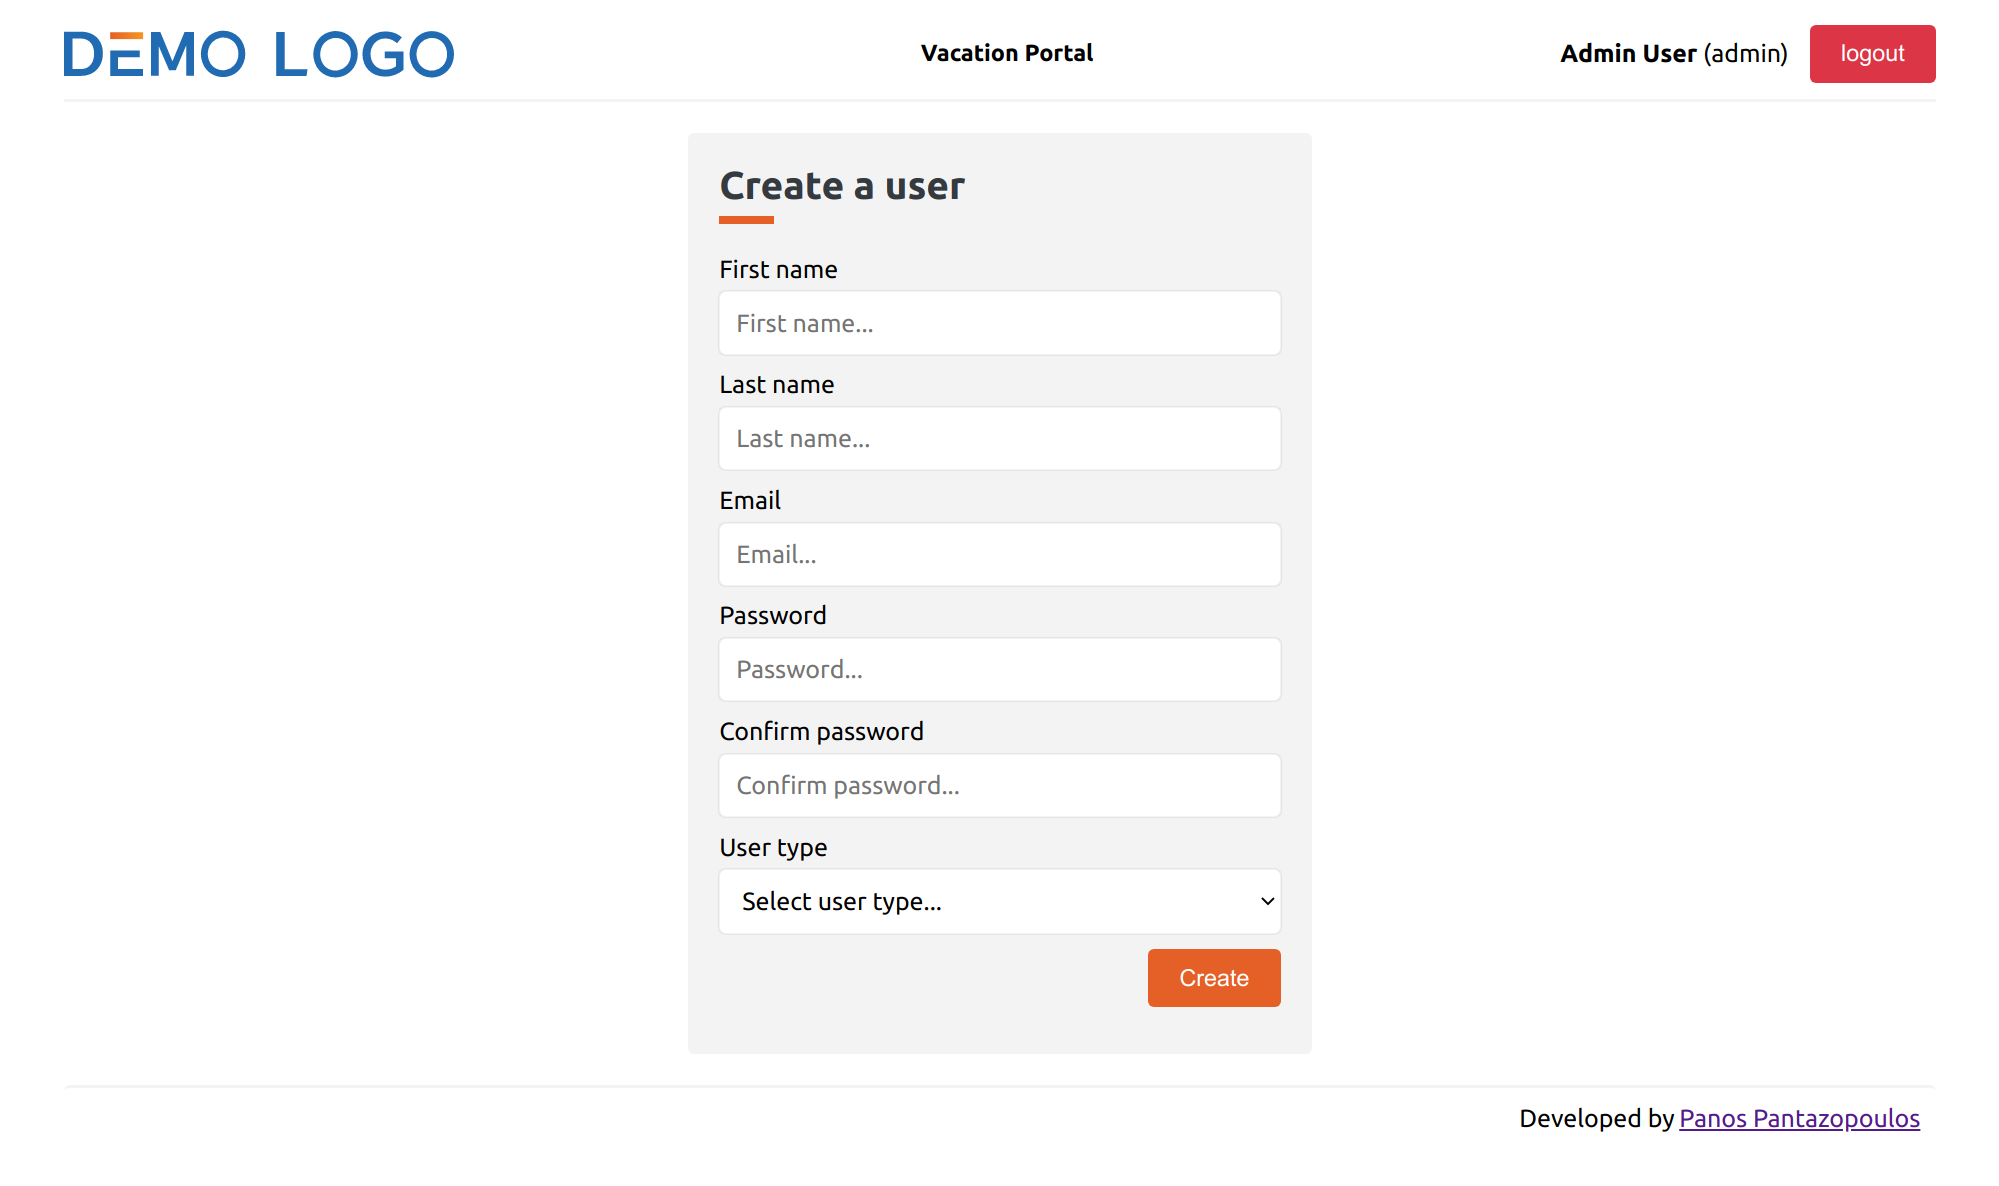 DEMO LOGO
Vacation Portal
Admin User (admin)
logout
Create a user
First name
First name...
Last name
Last name...
Email
Email...
Password
Password...
Confirm password
Confirm password...
User type
Select user type...
Create
Developed by Panos Pantazopoulos